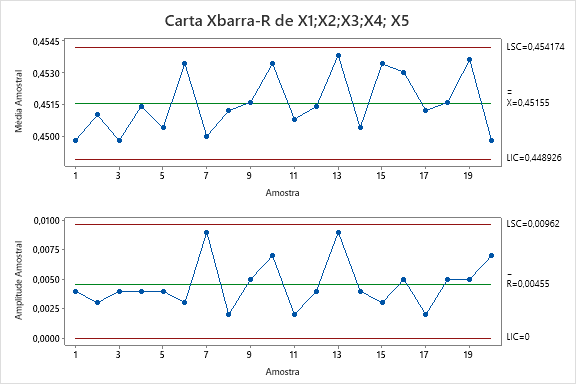 Carta Xbarra-R de X1;X2;X3;X4; X5
Média Amostral
0,4545
0,4530
0,4515
0,4500
LSC=0,454174
=
X=0,45155
LIC=0,448926
1 3 5 7 9 11 13 15 17 19
Amostra
Amplitude Amostral
0,0100
0,0075
0,0050
0,0025
0,0000
LSC=0,00962
_
R=0,00455
LIC=0
1 3 5 7 9 11 13 15 17 19
Amostra